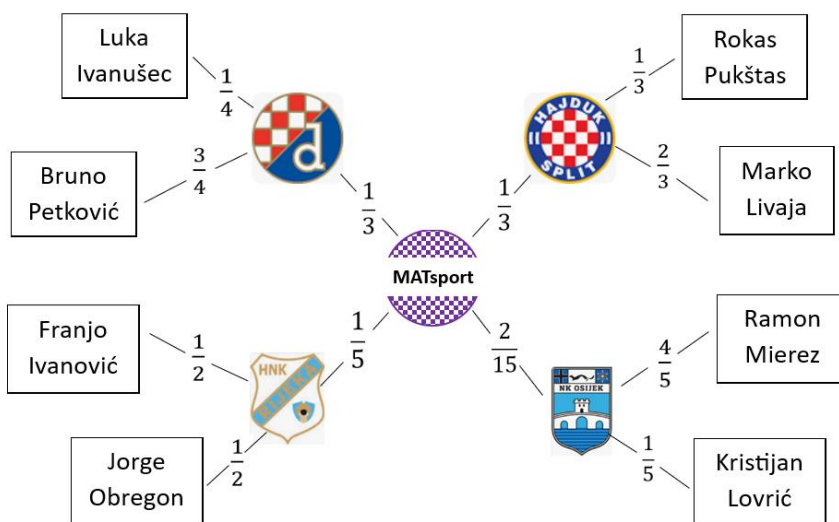 Luka
Ivanušec
1/4
Bruno
Petković
3/4
d
1/3
Rokas
Pukštas
1/3
HAJDUK
SPLIT
2/3
Marko
Livaja
1/3
MATsport
Franjo
Ivanović
1/2
HNK
RIJEKA
1/5
Jorge
Obregon
1/2
2/15
NK OSIJEK
4/5
Ramon
Mierez
1/5
Kristijan
Lovrić